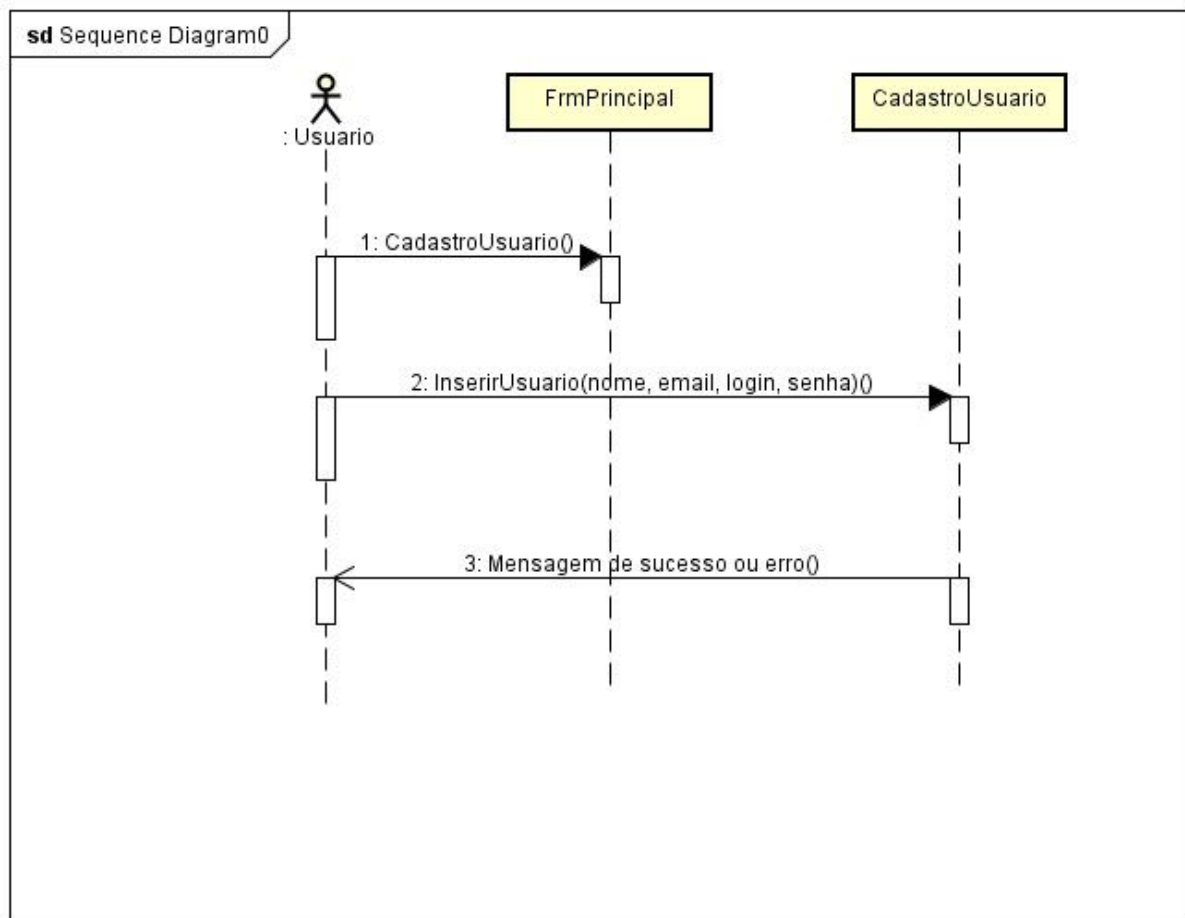 sd Sequence Diagram0
: Usuario
FrmPrincipal
CadastroUsuario
1: CadastroUsuario()
2: InserirUsuario(nome, email, login, senha)()
3: Mensagem de sucesso ou erro()